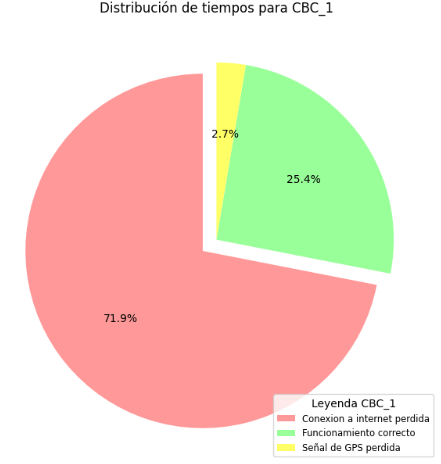 Distribución de tiempos para CBC_1
2.7%
25.4%
71.9%
Leyenda CBC_1
Conexion a internet perdida
Funcionamiento correcto
Señal de GPS perdida